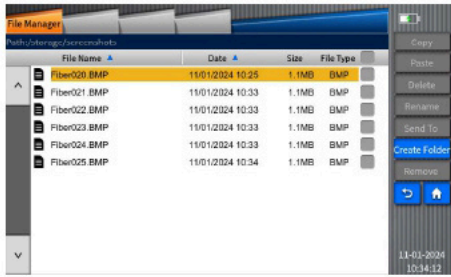 File Manager
Path:/storage/screenshots
File Name Date Size File Type
Fiber020.BMP 11/01/2024 10:25 1.1MB BMP
Fiber021.BMP 11/01/2024 10:33 1.1MB BMP
Fiber022.BMP 11/01/2024 10:33 1.1MB BMP
Fiber023.BMP 11/01/2024 10:33 1.1MB BMP
Fiber024.BMP 11/01/2024 10:33 1.1MB BMP
Fiber025.BMP 11/01/2024 10:34 1.1MB BMP
Copy
Paste
Delete
Rename
Send To
Create Folder
Remove
11-01-2024
10:34:12